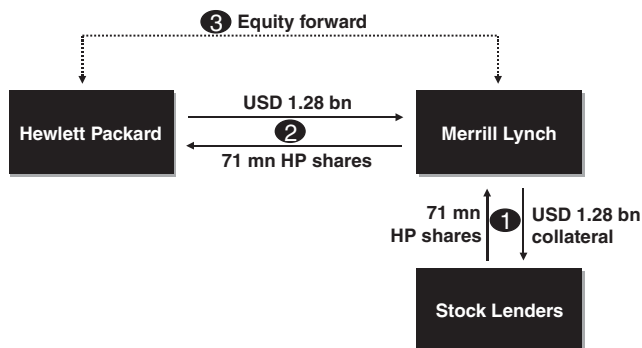 3 Equity forward
Hewlett Packard
USD 1.28 bn
2
71 mn HP shares
Merrill Lynch
71 mn
HP shares
1
USD 1.28 bn
collateral
Stock Lenders